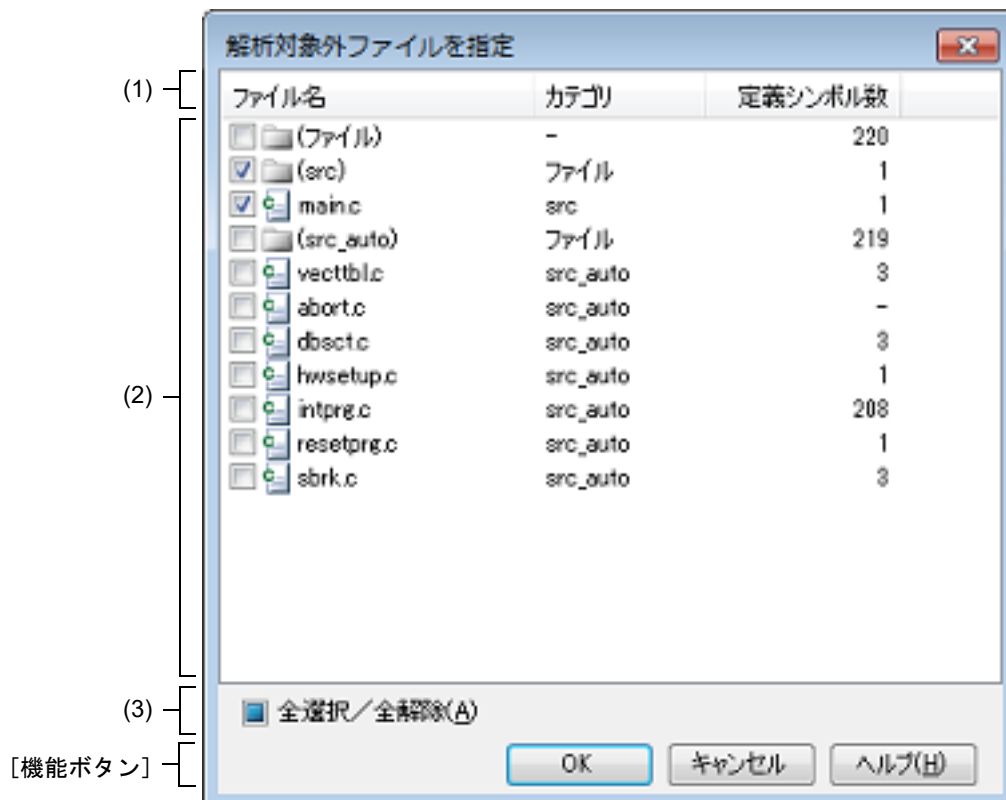 解析対象外ファイルを指定
(1)
ファイル名 カテゴリ 定義シンボル数
(ファイル) - 220
(src) ファイル 1
main.c src 1
(src_auto) ファイル 219
vecttbl.c src_auto 3
abort.c src_auto -
dbsct.c src_auto 3
hwsetup.c src_auto 1
(2)
intprg.c src_auto 208
resetprg.c src_auto 1
sbrk.c src_auto 3
(3)
全選択／全解除(A)
[機能ボタン]
OK キャンセル ヘルプ(H)